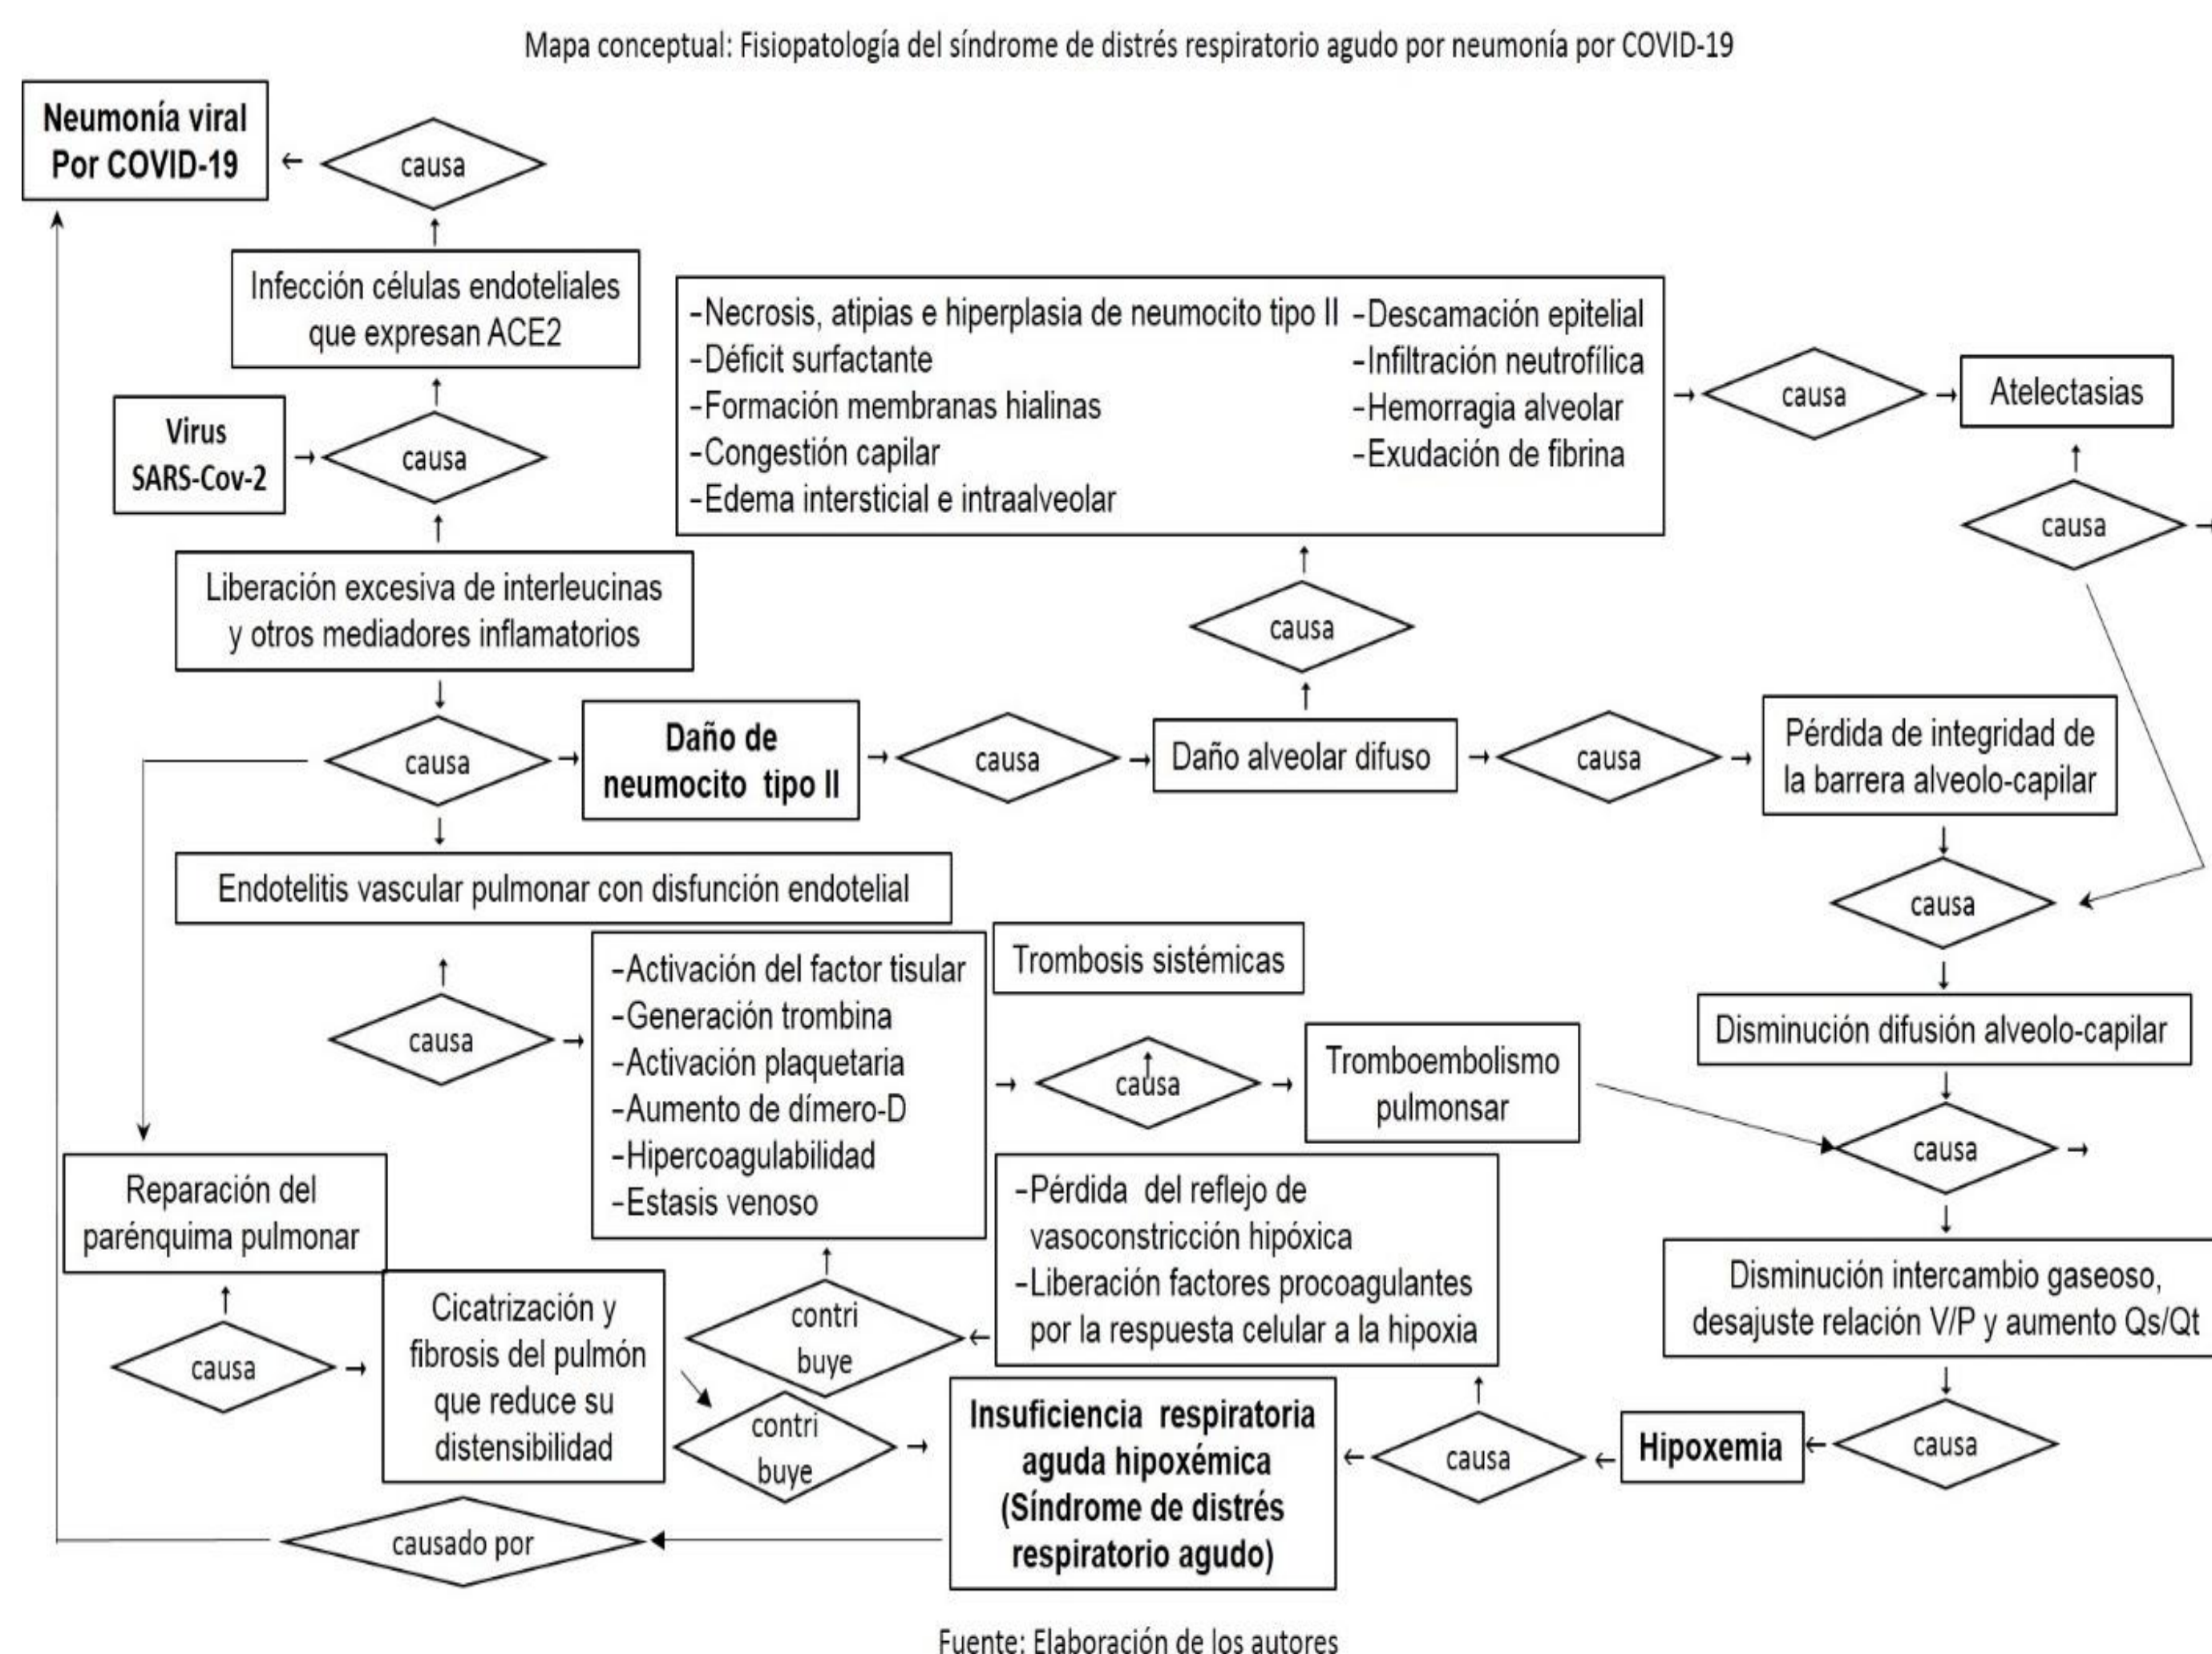 Mapa conceptual: Fisiopatología del síndrome de distrés respiratorio agudo por neumonía por COVID-19
Neumonía viral
Por COVID-19
causa
Infección células endoteliales
que expresan ACE2
Virus
SARS-Cov-2
causa
Liberación excesiva de interleucinas
y otros mediadores inflamatorios
-Necrosis, atipias e hiperplasia de neumocito tipo II
-Déficit surfactante
-Formación membranas hialinas
-Congestión capilar
-Edema intersticial e intraalveolar
-Descamación epitelial
-Infiltración neutrofílica
-Hemorragia alveolar
-Exudación de fibrina
causa
Atelectasias
causa
causa
causa
Daño de
neumocito tipo II
causa
Daño alveolar difuso
causa
Pérdida de integridad de
la barrera alveolo-capilar
causa
Endotelitis vascular pulmonar con disfunción endotelial
causa
-Activación del factor tisular
-Generación trombina
-Activación plaquetaria
-Aumento de dímero-D
-Hipercoagulabilidad
-Estasis venoso
Trombosis sistémicas
causa
Tromboembolismo
pulmonsar
Disminución difusión alveolo-capilar
causa
Reparación del
parénquima pulmonar
causa
Cicatrización y
fibrosis del pulmón
que reduce su
distensibilidad
contri
buye
-Pérdida del reflejo de
vasoconstricción hipóxica
-Liberación factores procoagulantes
por la respuesta celular a la hipoxia
Disminución intercambio gaseoso,
desajuste relación V/P y aumento Qs/Qt
contri
buye
Insuficiencia respiratoria
aguda hipoxémica
(Síndrome de distrés
respiratorio agudo)
causa
Hipoxemia
causa
causado por
Fuente: Elaboración de los autores